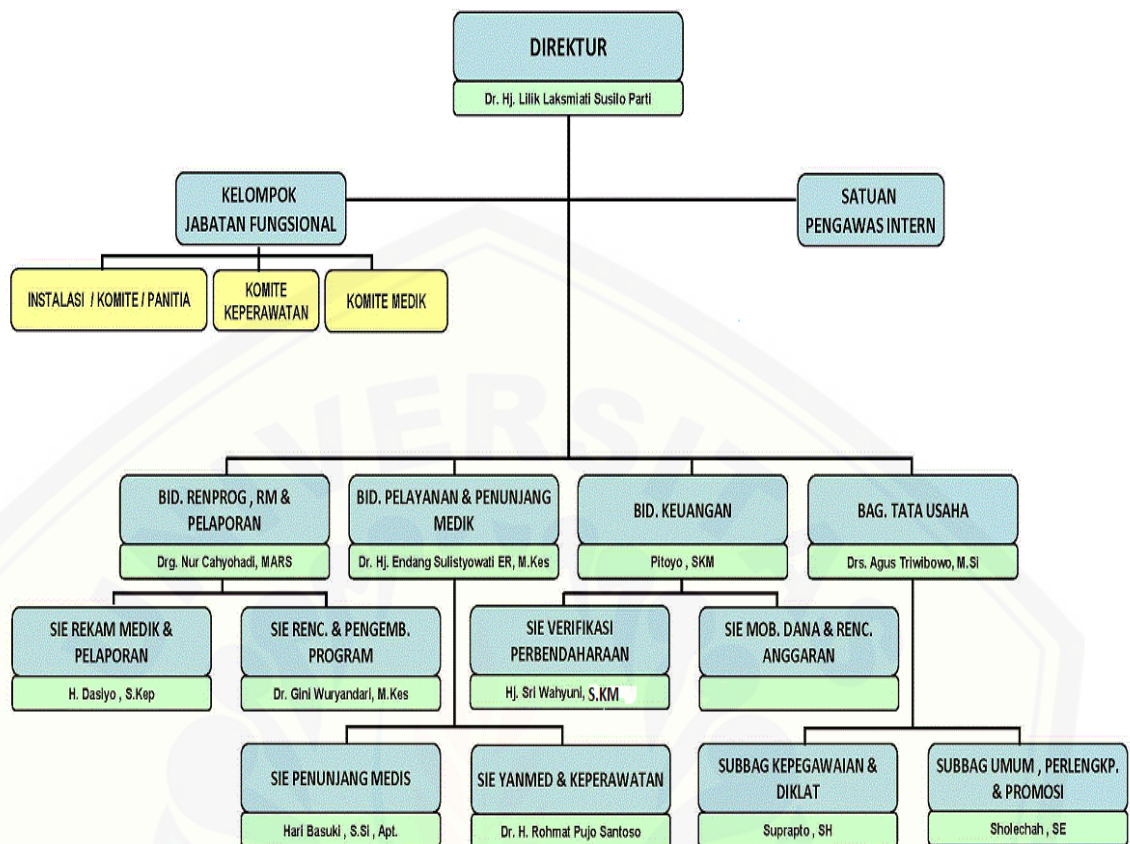 DIREKTUR
Dr. Hj. Lilik Laksmiati Susilo Parti
KELOMPOK
JABATAN FUNGSIONAL
SATUAN
PENGAWAS INTERN
INSTALASI / KOMITE / PANITIA
KOMITE
KEPERAWATAN
KOMITE MEDIK
BID. RENPROG , RM &
PELAPORAN
Drg. Nur Cahyohadi, MARS
BID. PELAYANAN & PENUNJANG
MEDIK
Dr. Hj. Endang Sulistyowati ER, M.Kes
BID. KEUANGAN
Pitoyo , SKM
BAG. TATA USAHA
Drs. Agus Triwibowo, M.Si
SIE REKAM MEDIK &
PELAPORAN
H. Dasiyo , S.Kep
SIE RENC. & PENGEMB.
PROGRAM
Dr. Gini Wuryandari, M.Kes
SIE VERIFIKASI
PERBENDAHARAAN
Hj. Sri Wahyuni, S.KM
SIE MOB. DANA & RENC.
ANGGARAN
SIE PENUNJANG MEDIS
Hari Basuki , S.Si , Apt.
SIE YANMED & KEPERAWATAN
Dr. H. Rohmat Pujo Santoso
SUBBAG KEPEGAWAIAN &
DIKLAT
Suprapto , SH
SUBBAG UMUM , PERLENGKP.
& PROMOSI
Sholechah , SE